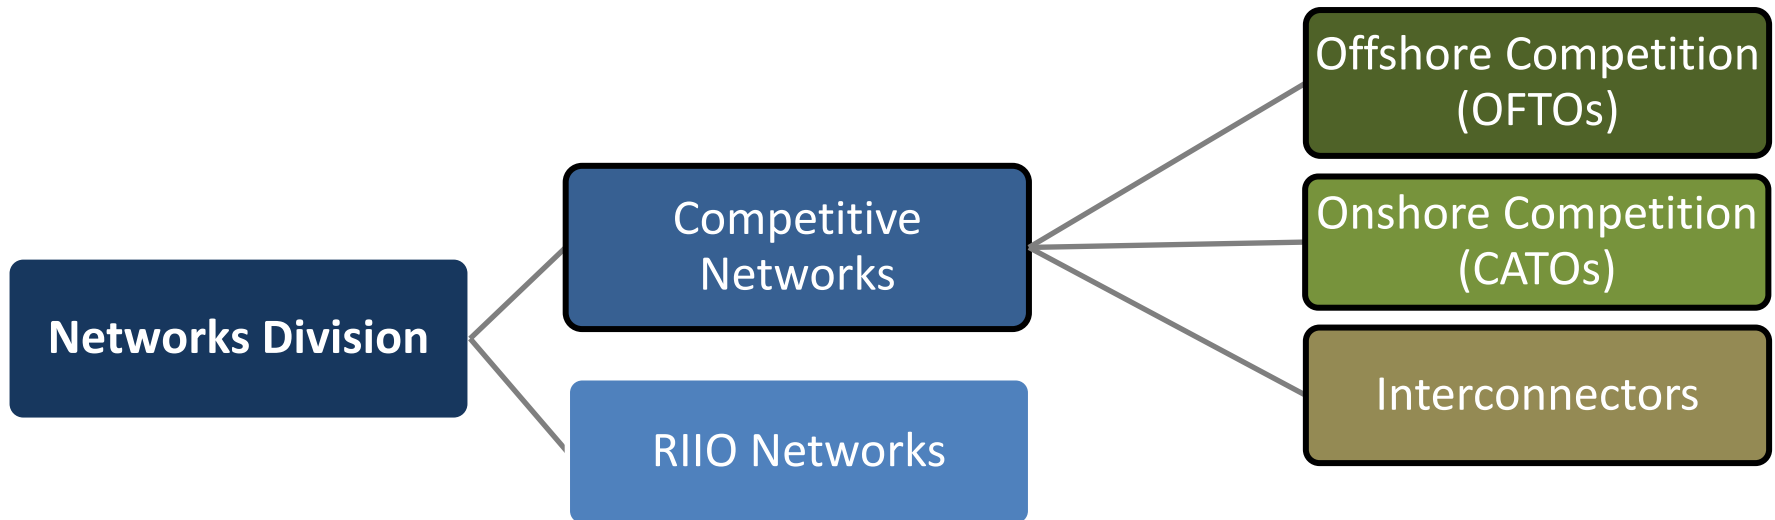 Networks Division
Competitive
Networks
RIIO Networks
Offshore Competition
(OFTOs)
Onshore Competition
(CATOs)
Interconnectors